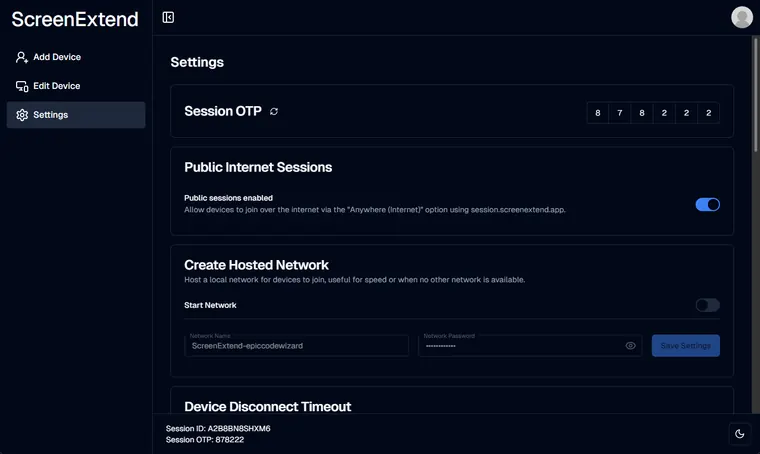 ScreenExtend
Add Device
Edit Device
Settings
Settings
Session OTP
8 7 8 2 2 2
Public Internet Sessions
Public sessions enabled
Allow devices to join over the internet via the "Anywhere (Internet)" option using session.screenextend.app.
Create Hosted Network
Host a local network for devices to join, useful for speed or when no other network is available.
Start Network
Network Name
ScreenExtend-epiccodewizard
Network Password
••••••••••••
Save Settings
Device Disconnect Timeout
Session ID: A2B8BN8SHXM6
Session OTP: 878222